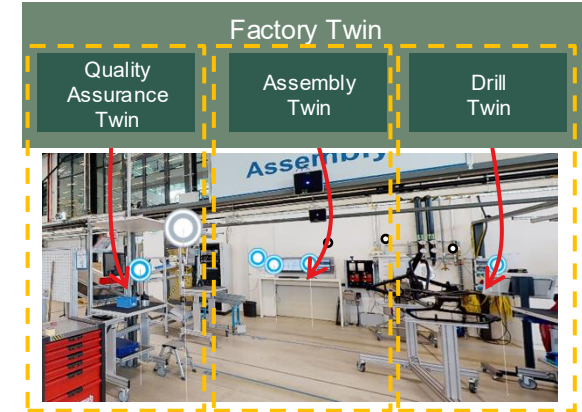 Factory Twin
Quality
Assurance
Twin
Assembly
Twin
Drill
Twin
Assembly